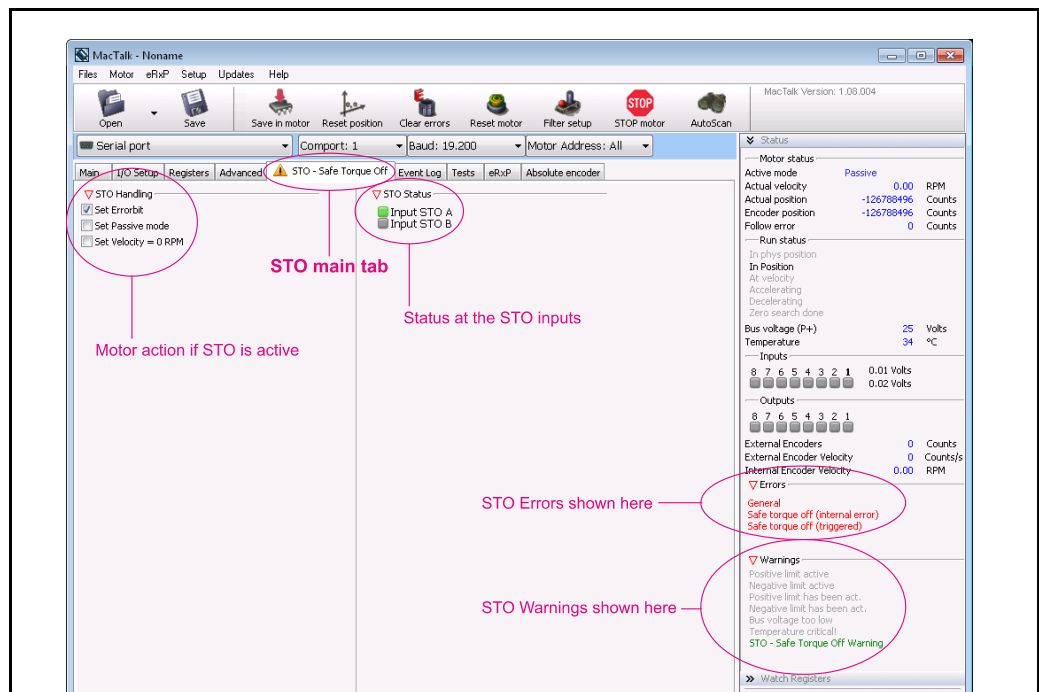 MacTalk - Noname
Files Motor eRxP Setup Updates Help
Open Save Save in motor Reset position Clear errors Reset motor Filter setup STOP motor AutoScan
STOP
MacTalk Version: 1.08.004
Serial port Comport: 1 Baud: 19.200 Motor Address: All
Main I/O Setup Registers Advanced STO - Safe Torque Off Event Log Tests eRxP Absolute encoder
STO Handling
Set Errorbit
Set Passive mode
Set Velocity = 0 RPM
STO Status
Input STO A
Input STO B
STO main tab
Status at the STO inputs
Motor action if STO is active
STO Errors shown here
STO Warnings shown here
Status
Motor status
Active mode Passive
Actual velocity 0.00 RPM
Actual position -126788496 Counts
Encoder position -126788496 Counts
Follow error 0 Counts
Run status
In phys position
In Position
At velocity
Accelerating
Decelerating
Zero search done
Bus voltage (P+) 25 Volts
Temperature 34 °C
Inputs
8 7 6 5 4 3 2 1 0.01 Volts
0.02 Volts
Outputs
8 7 6 5 4 3 2 1
External Encoders 0 Counts
External Encoder Velocity 0 Counts/s
Internal Encoder Velocity 0.00 RPM
Errors
General
Safe torque off (internal error)
Safe torque off (triggered)
Warnings
Positive limit active
Negative limit active
Positive limit has been act.
Negative limit has been act.
Bus voltage too low
Temperature critical!
STO - Safe Torque Off Warning
Watch Registers